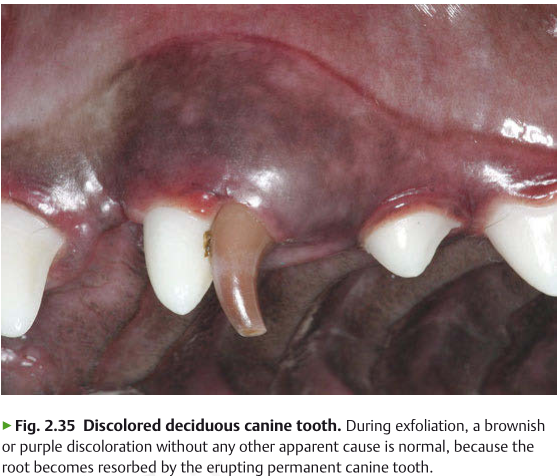 ▶ Fig. 2.35 Discolored deciduous canine tooth. During exfoliation, a brownish
or purple discoloration without any other apparent cause is normal, because the
root becomes resorbed by the erupting permanent canine tooth.